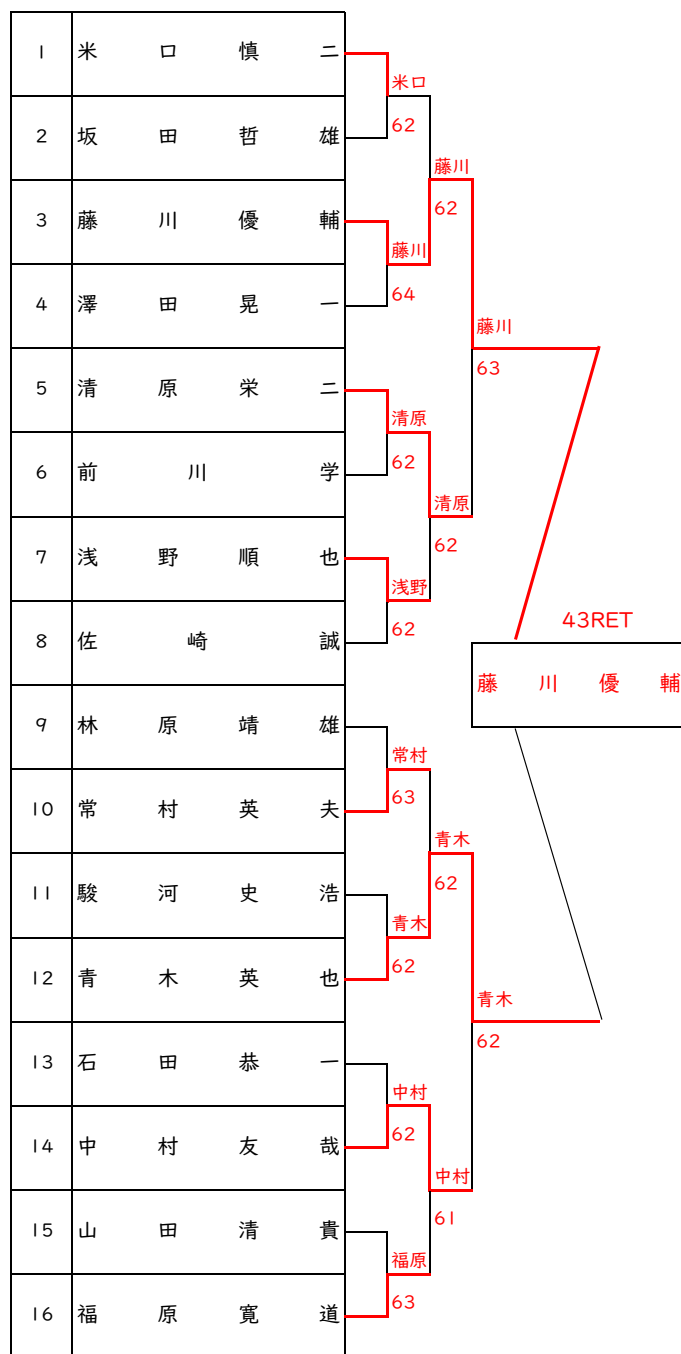 1 米口慎二
2 坂田哲雄
3 藤川優輔
4 澤田晃一
5 清原栄二
6 前川学
7 浅野順也
8 佐崎誠
9 林原靖雄
10 常村英夫
11 駿河史浩
12 青木英也
13 石田恭一
14 中村友哉
15 山田清貴
16 福原寛道
米口
62
藤川
64
清原
62
浅野
62
常村
63
青木
62
中村
62
福原
63
藤川
62
清原
62
青木
62
中村
61
藤川
63
青木
62
43RET
藤川優輔